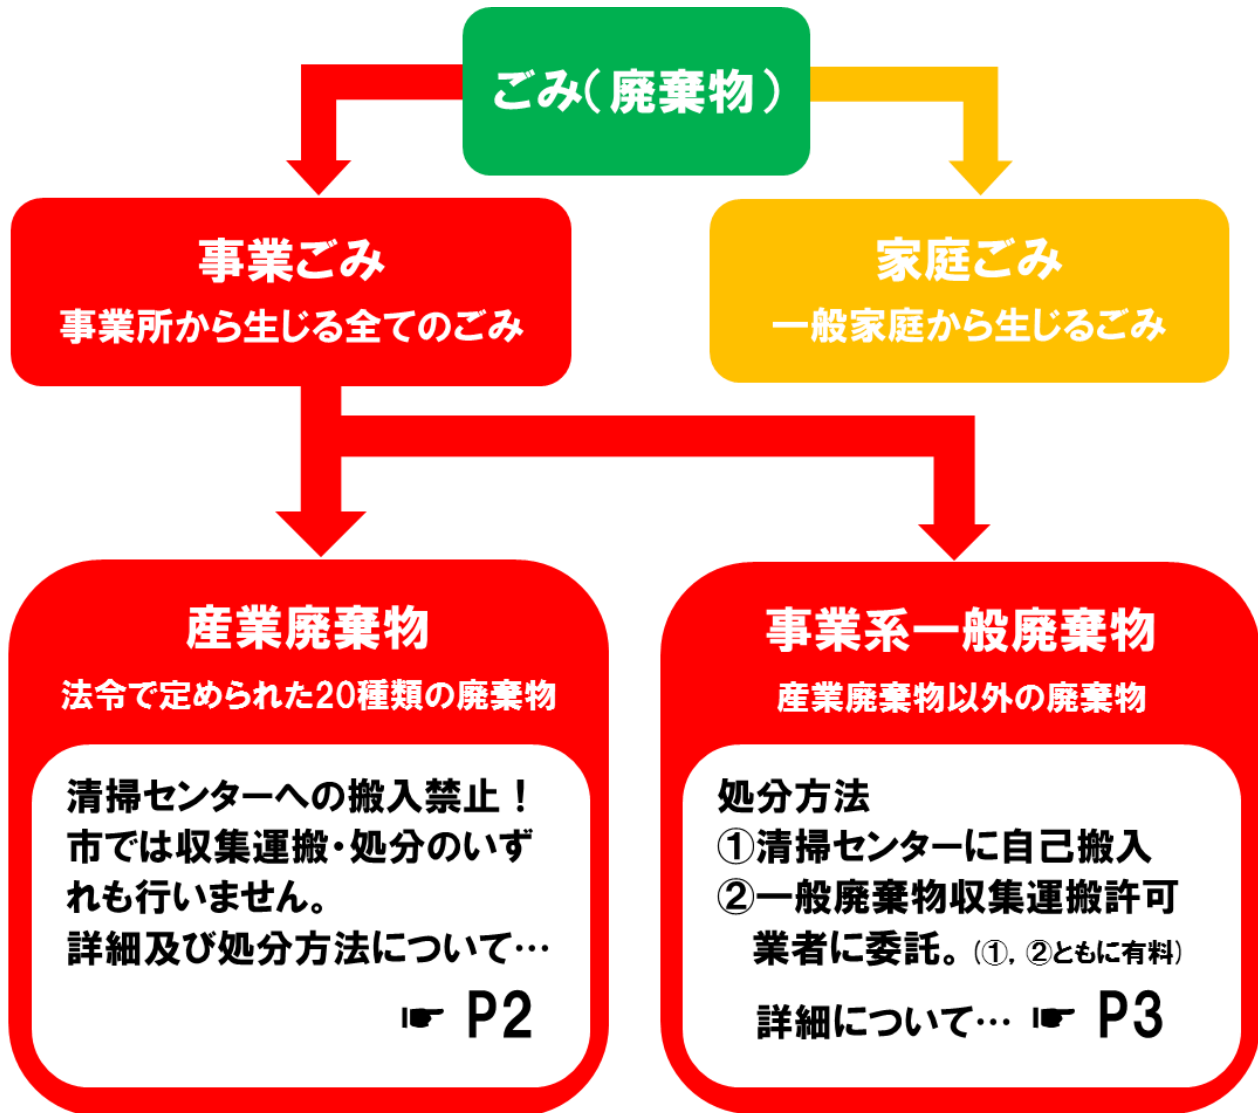 ごみ(廃棄物)
事業ごみ
事業所から生じる全てのごみ
家庭ごみ
一般家庭から生じるごみ
産業廃棄物
法令で定められた20種類の廃棄物
清掃センターへの搬入禁止！
市では収集運搬・処分のいず
れも行いません。
詳細及び処分方法について…
☛ P2
事業系一般廃棄物
産業廃棄物以外の廃棄物
処分方法
①清掃センターに自己搬入
②一般廃棄物収集運搬許可
業者に委託。(①, ②ともに有料)
詳細について… ☛ P3